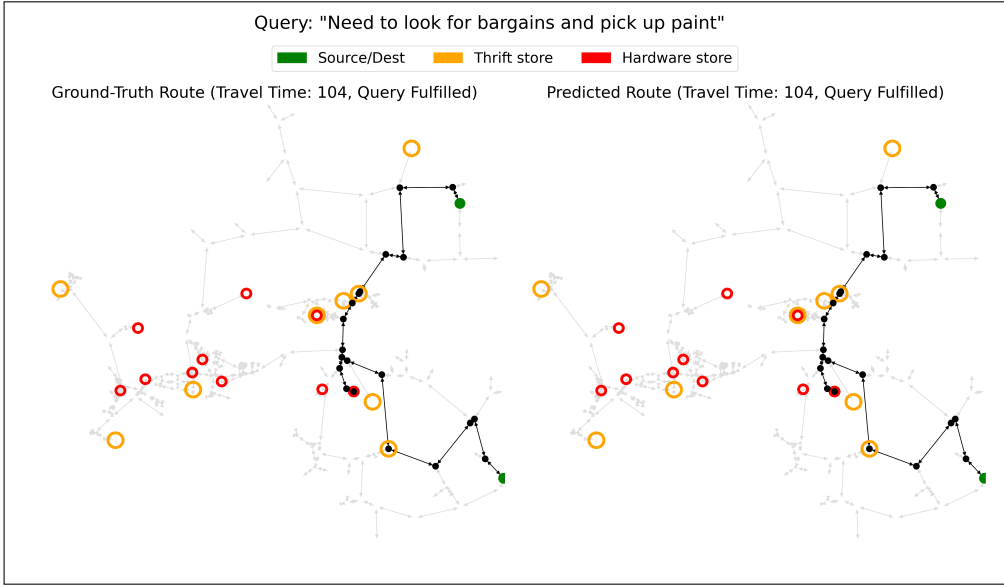 Query: "Need to look for bargains and pick up paint"
Source/Dest
Thrift store
Hardware store
Ground-Truth Route (Travel Time: 104, Query Fulfilled)
Predicted Route (Travel Time: 104, Query Fulfilled)